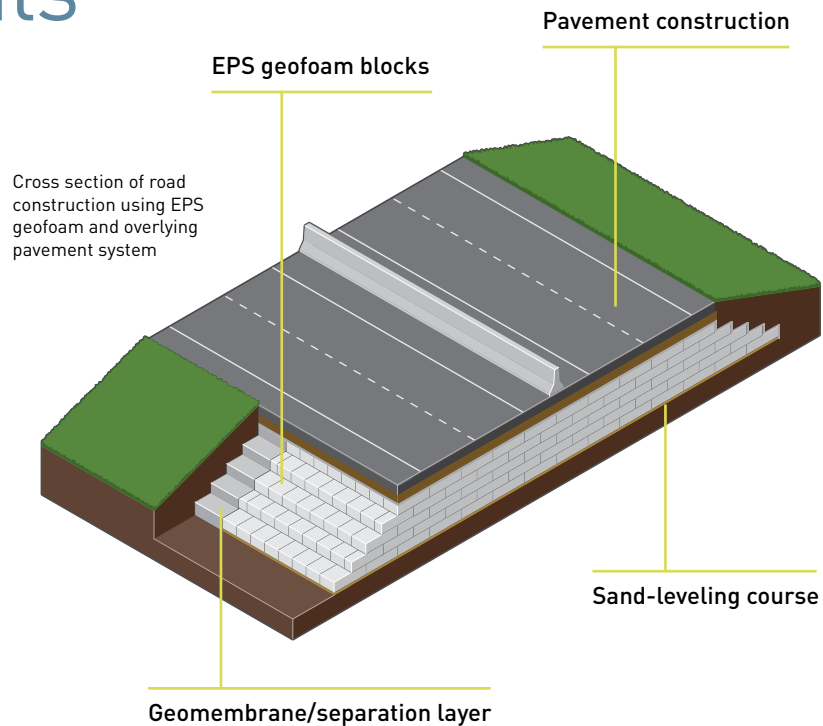 Pavement construction
EPS geofoam blocks
Cross section of road
construction using EPS
geofoam and overlying
pavement system
Sand-leveling course
Geomembrane/separation layer